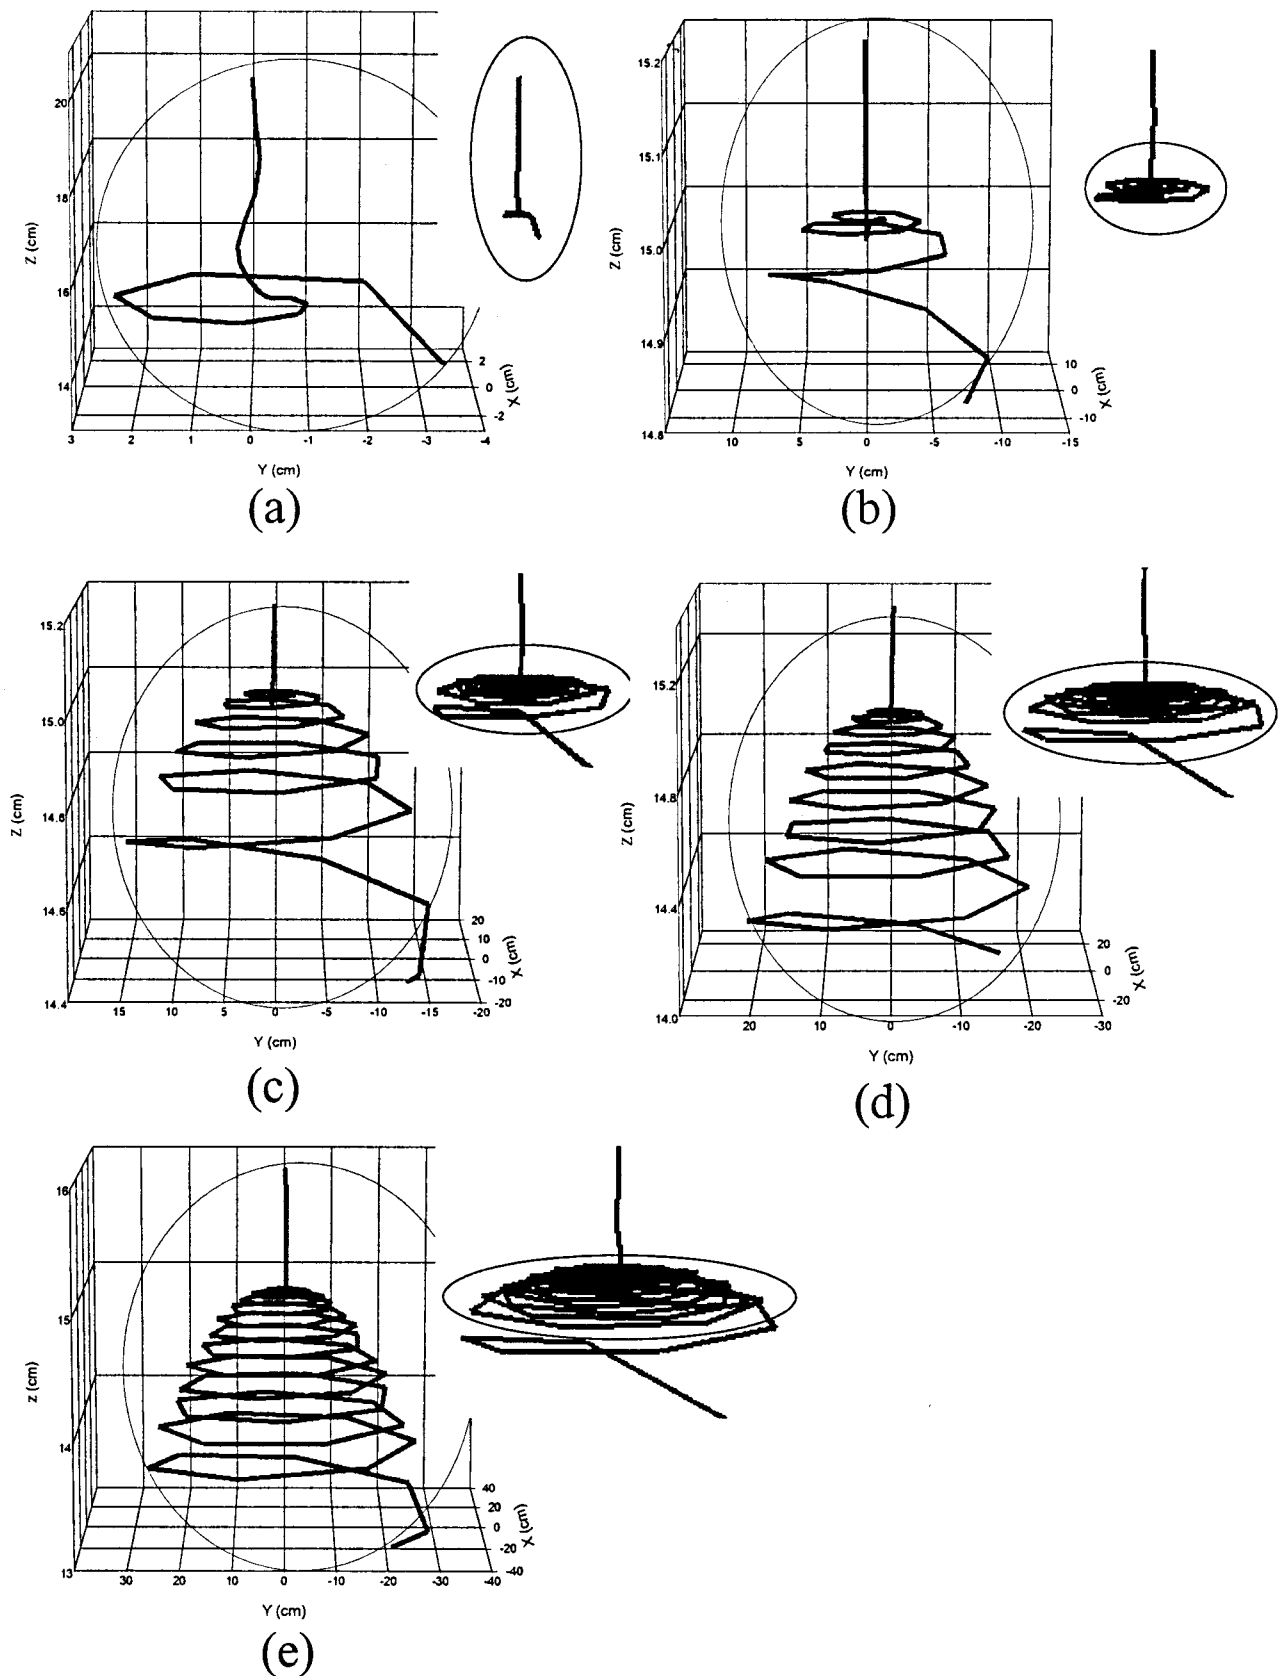 20
18
16
14
Z (cm)
2
0
-2
X (cm)
3 2 1 0 -1 -2 -3 -4
Y (cm)
(a)
15.2
15.1
15.0
14.9
14.8
Z (cm)
10
0
-10
X (cm)
10 5 0 -5 -10 -15
Y (cm)
(b)
15.2
15.0
14.8
14.6
14.4
Z (cm)
20
10
0
-10
-20
X (cm)
15 10 5 0 -5 -10 -15 -20
Y (cm)
(c)
15.2
14.8
14.4
14.0
Z (cm)
20
0
-20
X (cm)
20 10 0 -10 -20 -30
Y (cm)
(d)
16
15
14
13
Z (cm)
40
20
0
-20
-40
X (cm)
30 20 10 0 -10 -20 -30 -40
Y (cm)
(e)